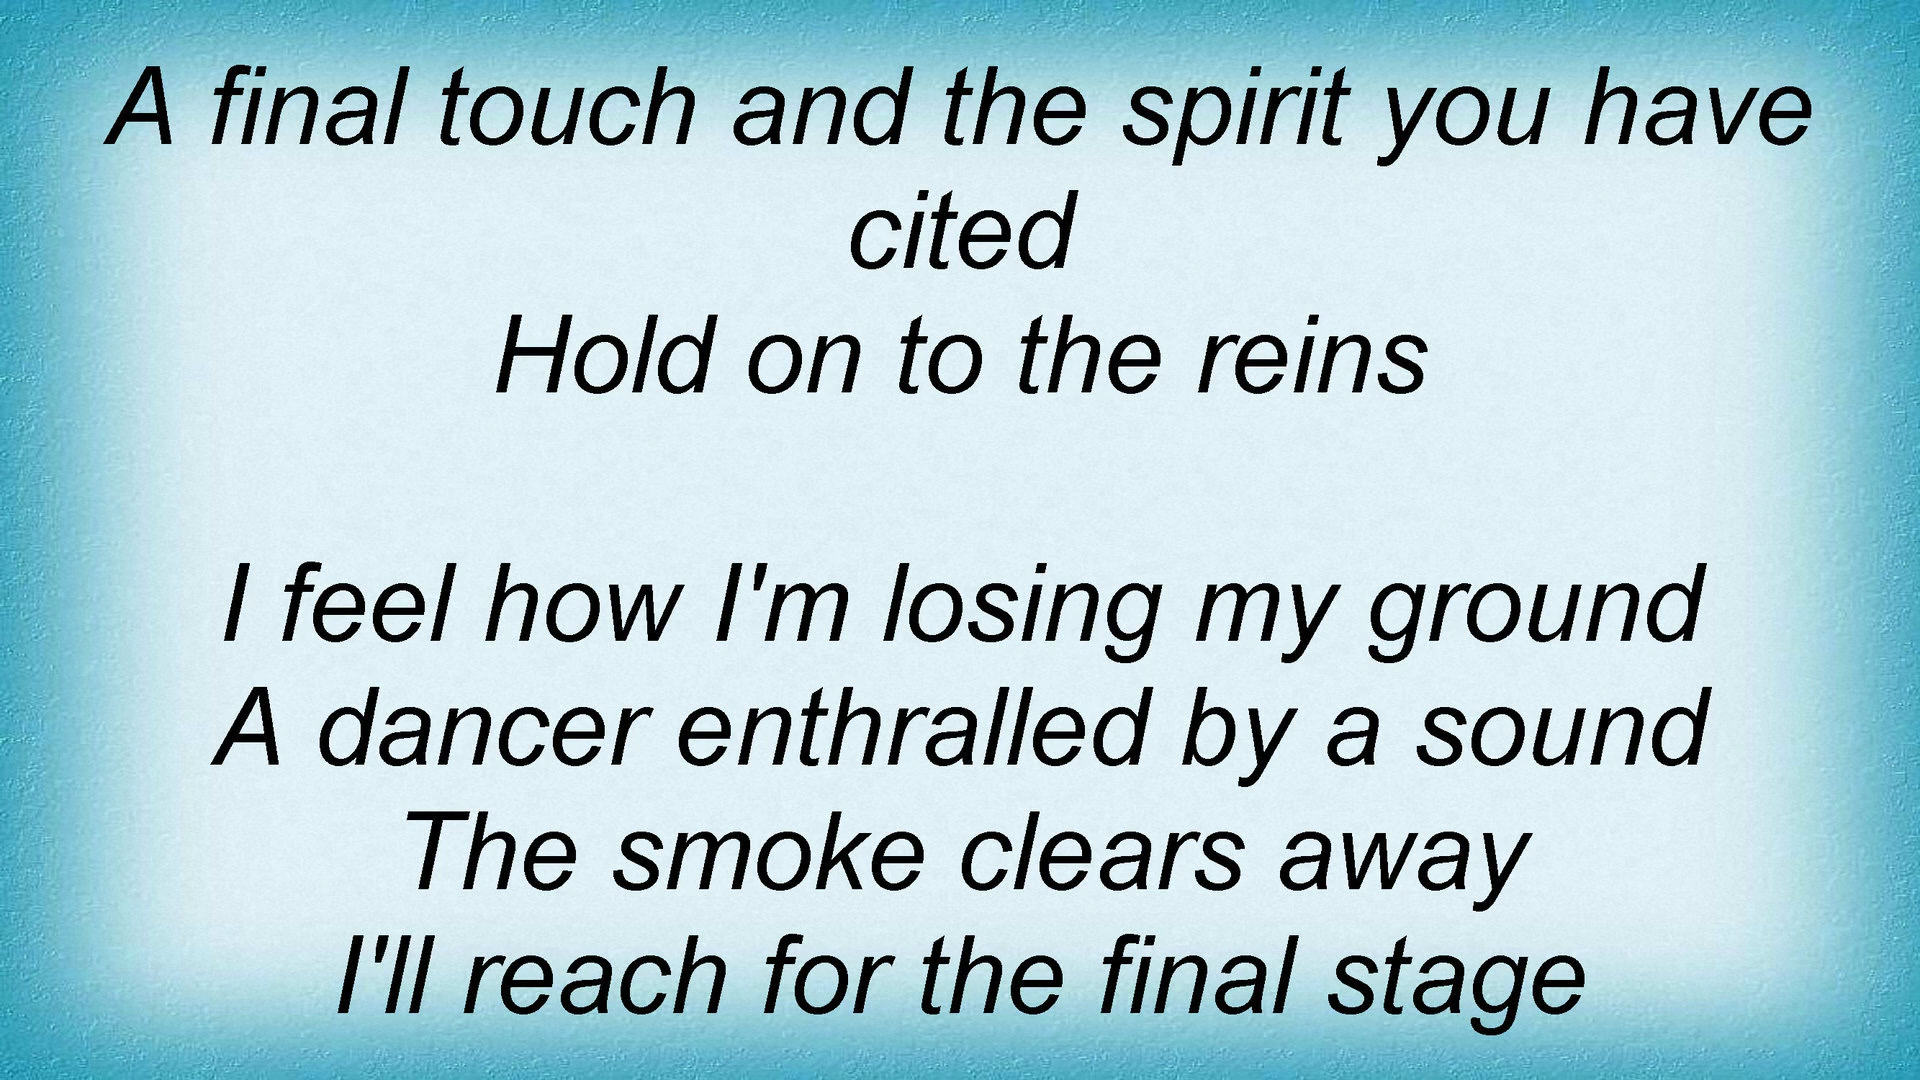 A final touch and the spirit you have
cited
Hold on to the reins
I feel how I'm losing my ground
A dancer enthralled by a sound
The smoke clears away
I'll reach for the final stage